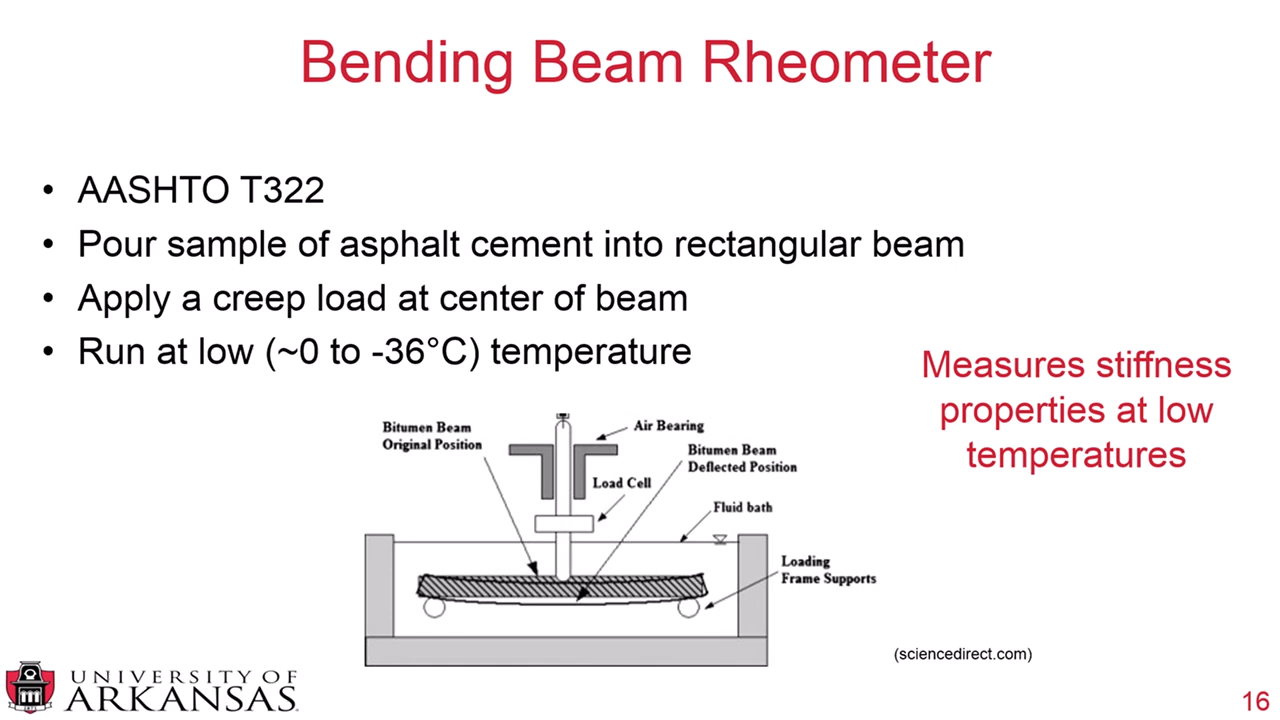 Bending Beam Rheometer
• AASHTO T322
• Pour sample of asphalt cement into rectangular beam
• Apply a creep load at center of beam
• Run at low (~0 to -36°C) temperature
Measures stiffness
properties at low
temperatures
Bitumen Beam
Original Position
Air Bearing
Bitumen Beam
Deflected Position
Load Cell
Fluid bath
Loading
Frame Supports
(sciencedirect.com)
UNIVERSITY OF
ARKANSAS
16